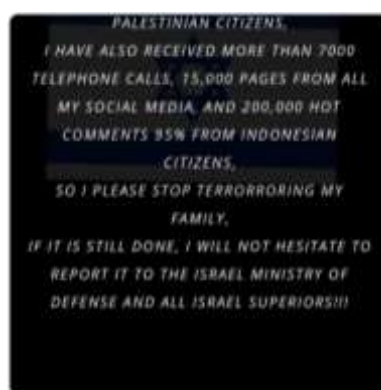 PALESTINIAN CITIZENS,
I HAVE ALSO RECEIVED MORE THAN 7000
TELEPHONE CALLS, 15,000 PAGES FROM ALL
MY SOCIAL MEDIA, AND 200,000 HOT
COMMENTS 95% FROM INDONESIAN
CITIZENS,
SO I PLEASE STOP TERRORRORING MY
FAMILY,
IF IT IS STILL DONE, I WILL NOT HESITATE TO
REPORT IT TO THE ISRAEL MINISTRY OF
DEFENSE AND ALL ISRAEL SUPERIORS!!!!